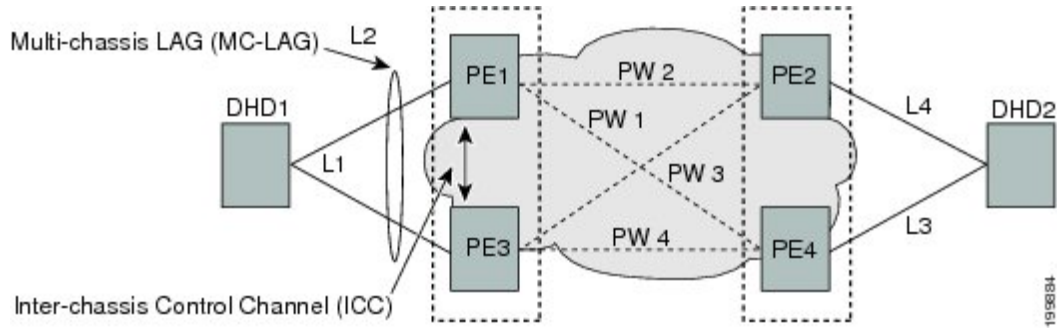 Multi-chassis LAG (MC-LAG)
L2
PE1
PW 2
PE2
DHD1
PW 1
L4
DHD2
L1
PW 3
PE3
PW 4
PE4
L3
Inter-chassis Control Channel (ICC)
199884